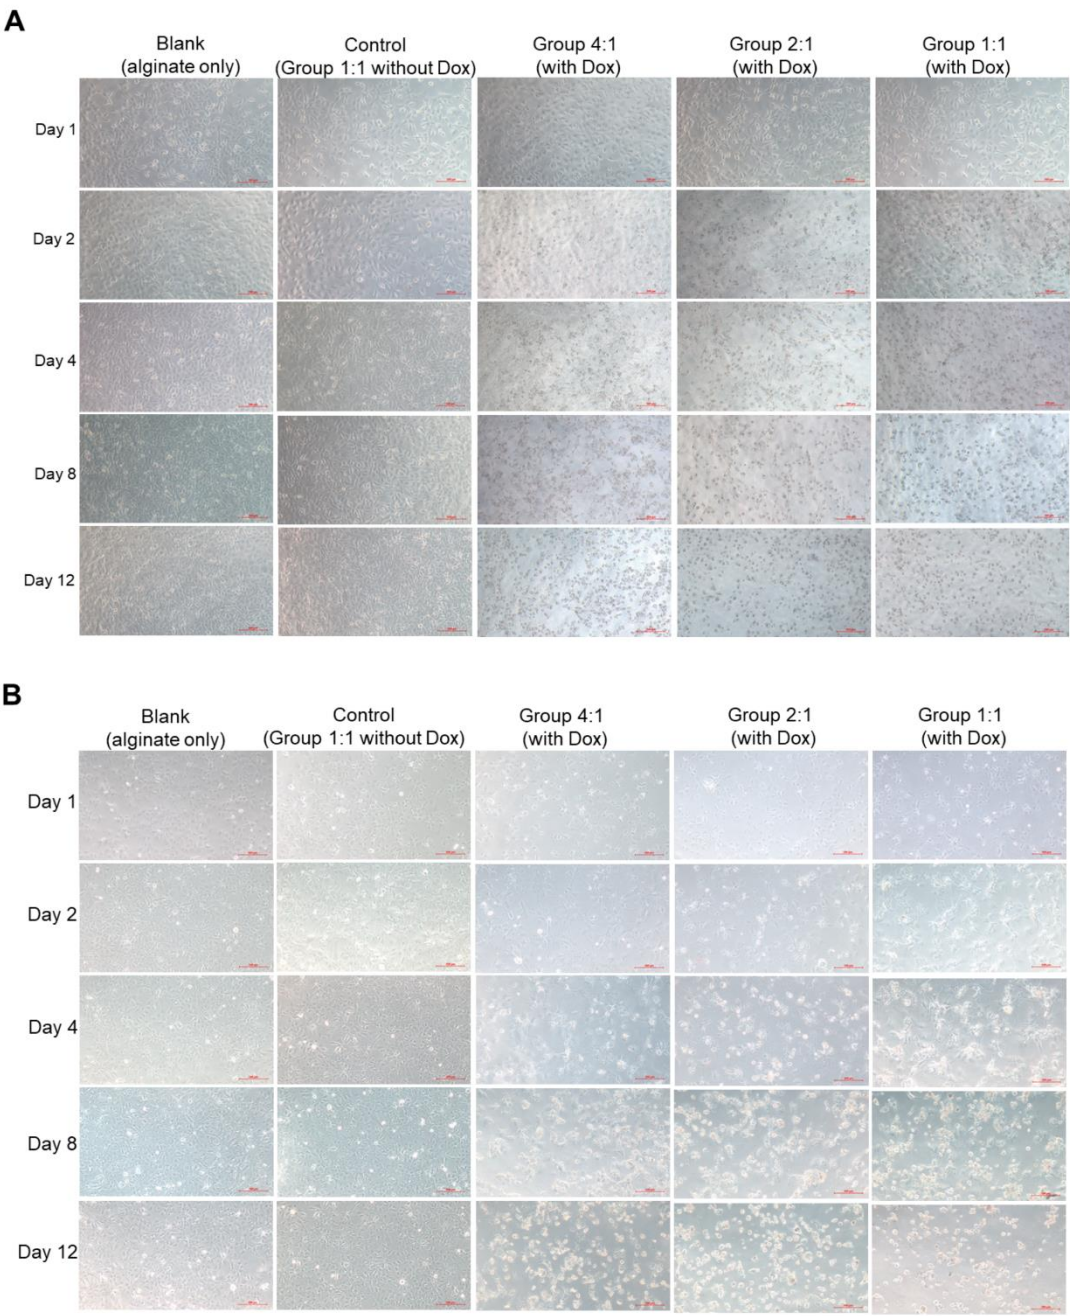 A
Blank
(alginate only)
Control
(Group 1:1 without Dox)
Group 4:1
(with Dox)
Group 2:1
(with Dox)
Group 1:1
(with Dox)
Day 1
Day 2
Day 4
Day 8
Day 12
B
Blank
(alginate only)
Control
(Group 1:1 without Dox)
Group 4:1
(with Dox)
Group 2:1
(with Dox)
Group 1:1
(with Dox)
Day 1
Day 2
Day 4
Day 8
Day 12